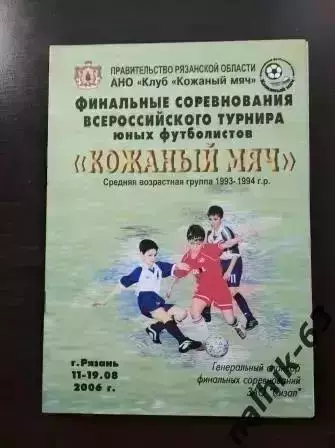 ПРАВИТЕЛЬСТВО РЯЗАНСКОЙ ОБЛАСТИ
АНО «Клуб «Кожаный мяч»
ФИНАЛЬНЫЕ СОРЕВНОВАНИЯ
ВСЕРОССИЙСКОГО ТУРНИРА
юных футболистов
«КОЖАНЫЙ МЯЧ»
Средняя возрастная группа 1993-1994 г.р.
г.Рязань
11-19.08
2006 г.
Генеральный спонсор
финальных соревнований
ЗАО